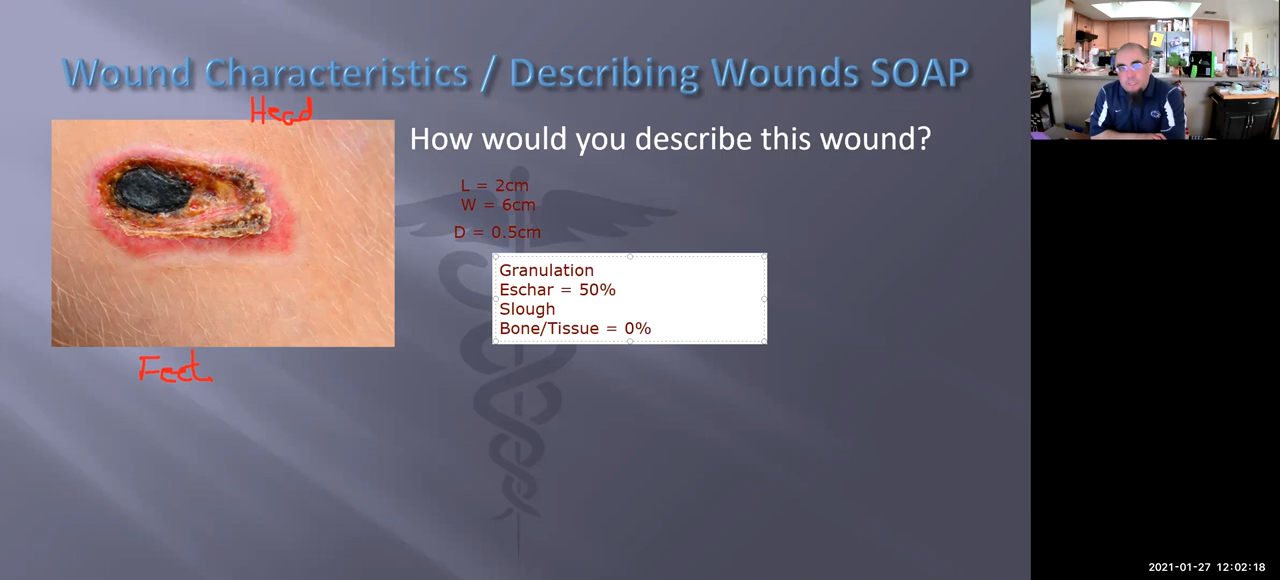 Wound Characteristics / Describing Wounds SOAP
Head
How would you describe this wound?
L = 2cm
W = 6cm
D = 0.5cm
Granulation
Eschar = 50%
Slough
Bone/Tissue = 0%
Feet
2021-01-27 12:02:18